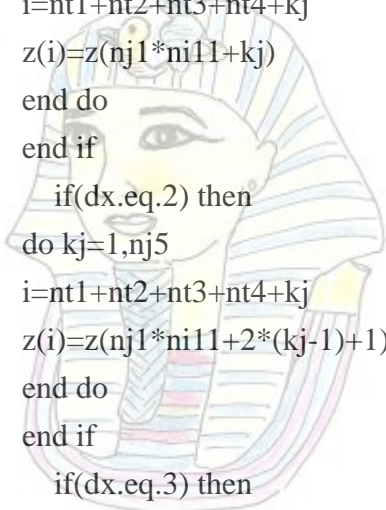 i=nt1+nt2+nt3+nt4+kj
z(i)=z(nj1*ni11+kj)
end do
end if
if(dx.eq.2) then
do kj=1,nj5
i=nt1+nt2+nt3+nt4+kj
z(i)=z(nj1*ni11+2*(kj-1)+1)
end do
end if
if(dx.eq.3) then